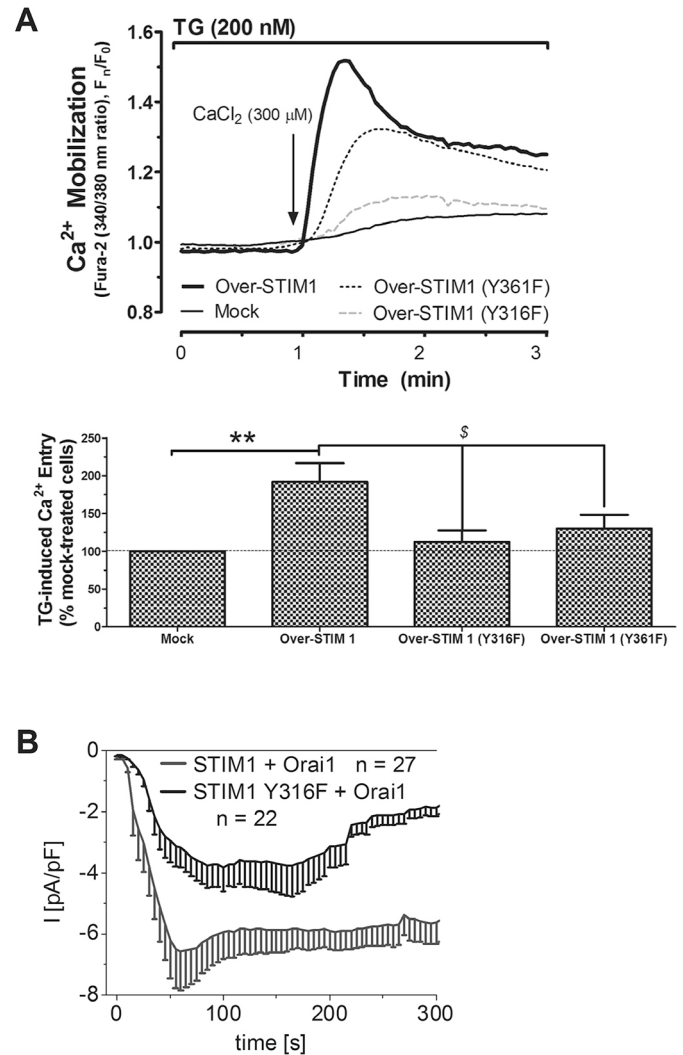 A
TG (200 nM)
Ca2+ Mobilization
(Fura-2 (340/380 nm ratio), Fn/F0)
1.6
1.4
1.2
1.0
0.8
CaCl2 (300 μM)
Over-STIM1
Over-STIM1 (Y361F)
Mock
Over-STIM1 (Y316F)
0 1 2 3
Time (min)
TG-induced Ca2+ Entry
(% mock-treated cells)
250
200
150
100
50
0
**
$
Mock Over-STIM 1 Over-STIM 1 (Y316F) Over-STIM 1 (Y361F)
B
I [pA/pF]
0
-2
-4
-6
-8
STIM1 + Orai1 n = 27
STIM1 Y316F + Orai1
n = 22
0 100 200 300
time [s]